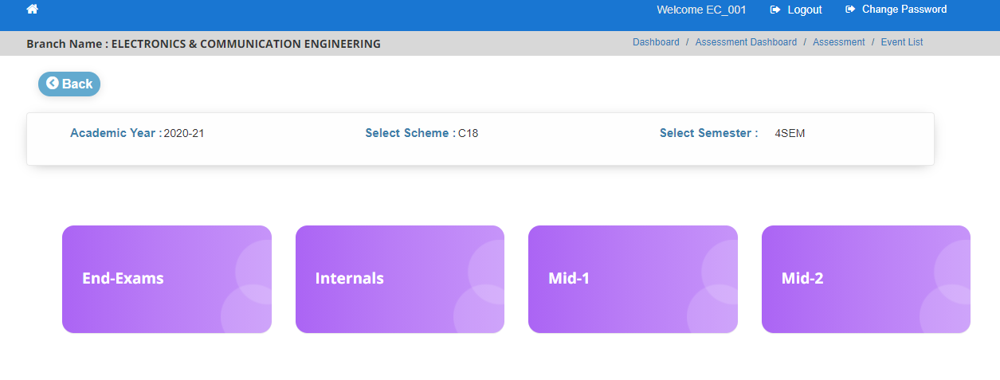 Welcome EC_001 Logout Change Password
Branch Name : ELECTRONICS & COMMUNICATION ENGINEERING Dashboard / Assessment Dashboard / Assessment / Event List
Back
Academic Year : 2020-21 Select Scheme : C18 Select Semester : 4SEM
End-Exams Internals Mid-1 Mid-2